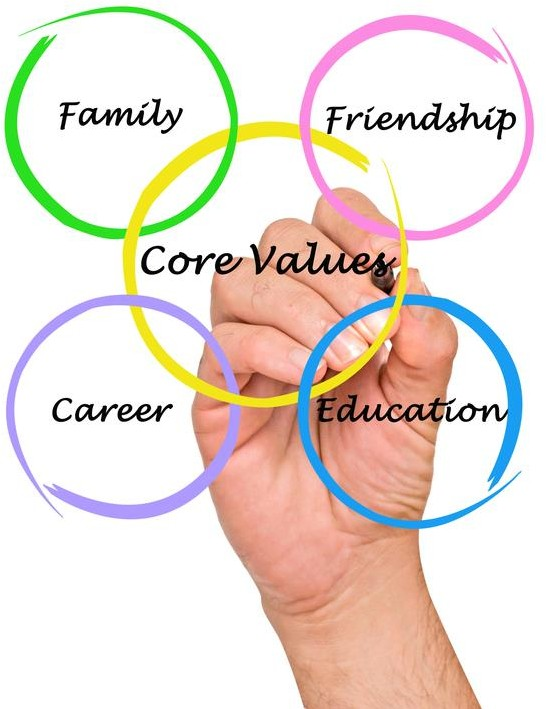 Family
Friendship
Core Values
Career
Education